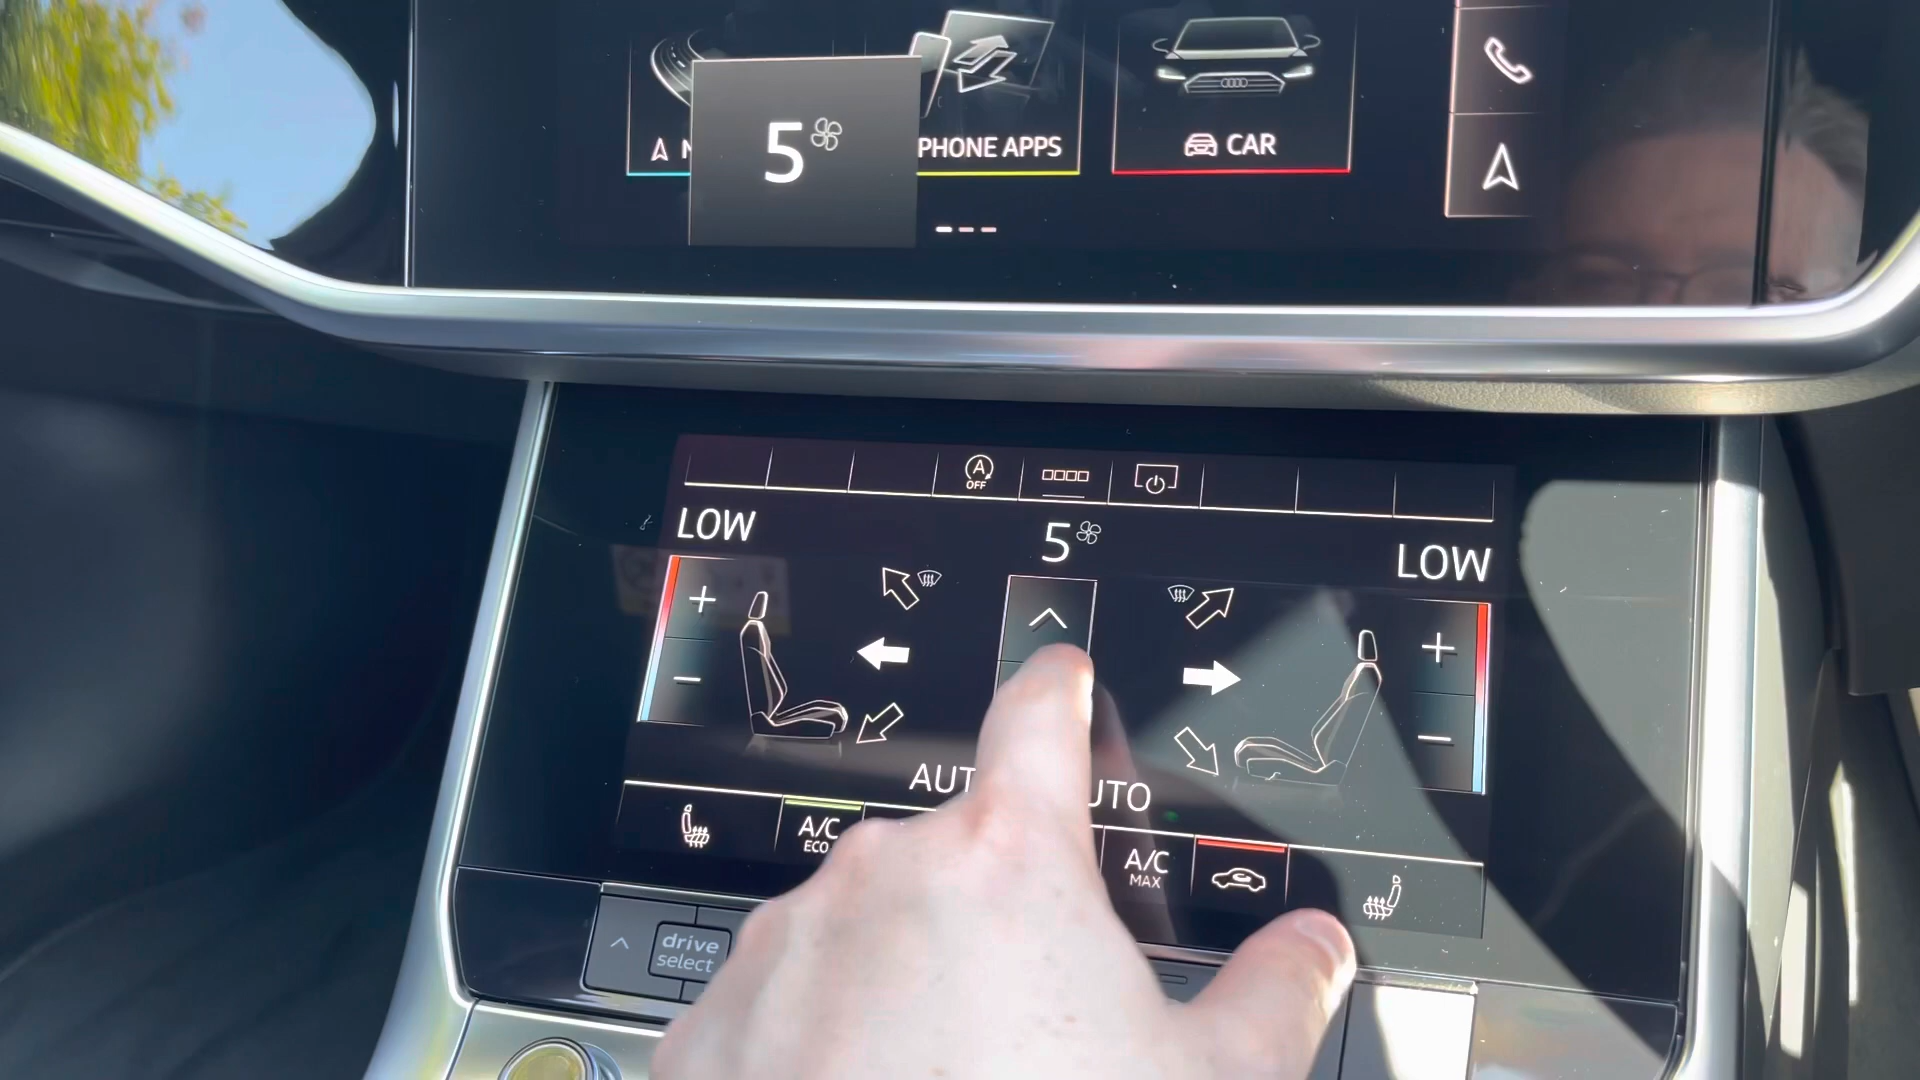 5
PHONE APPS
CAR
A
OFF
LOW
5
LOW
AUT
UTO
A/C
ECO
A/C
MAX
drive
select